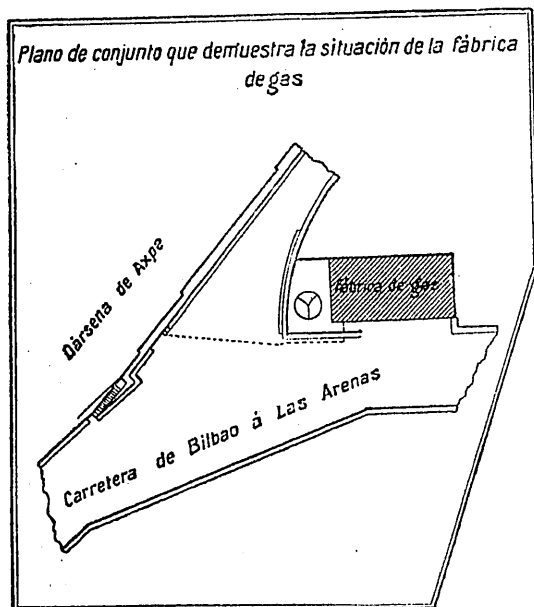 Plano de conjunto que demuestra la situación de la fábrica
de gas
Dársena de Axpe
fábrica de gas
Carretera de Bilbao á Las Arenas